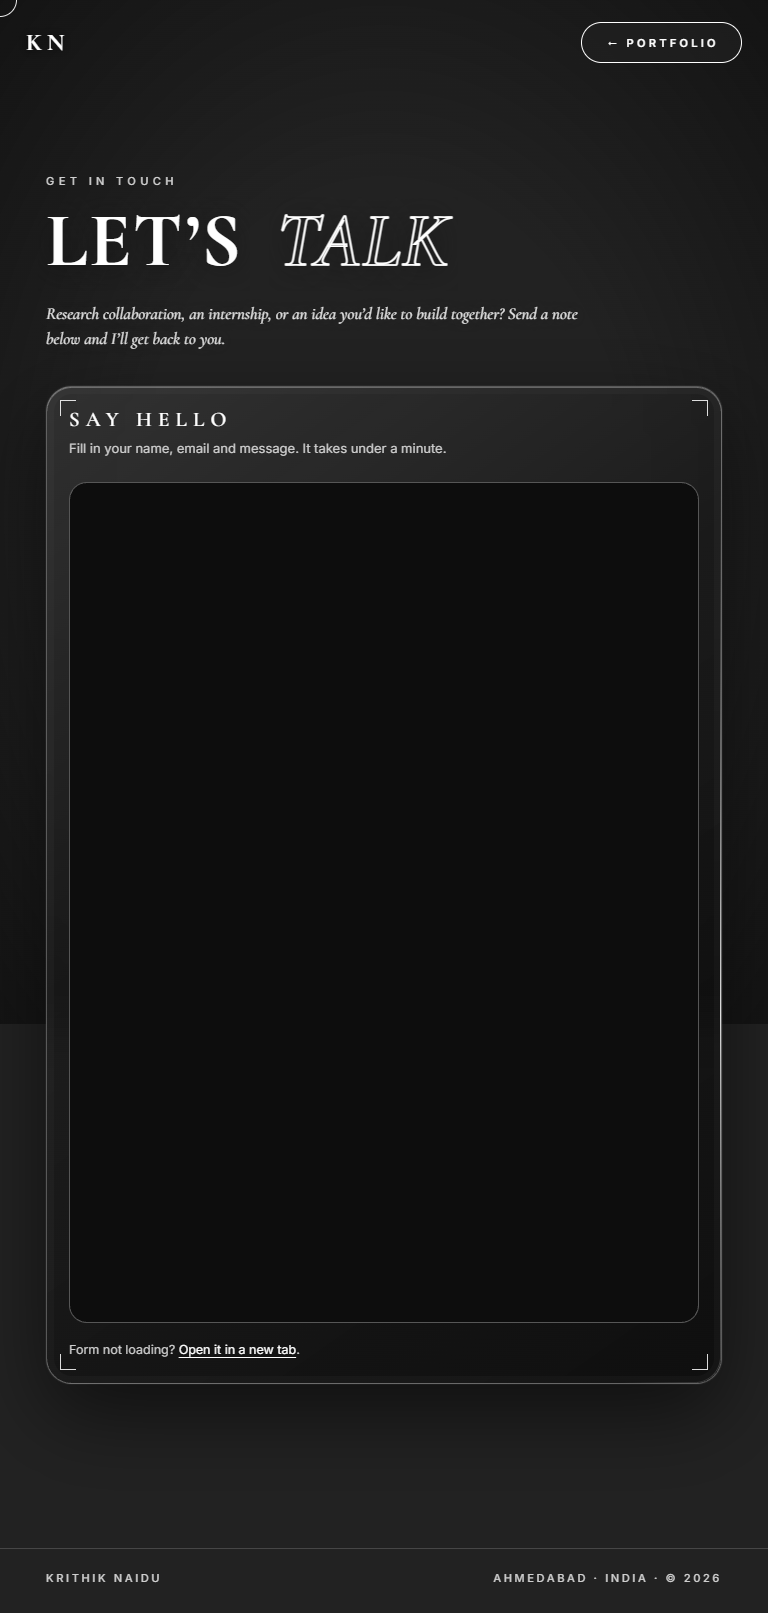 KN
← PORTFOLIO
GET IN TOUCH
LET’S TALK
Research collaboration, an internship, or an idea you’d like to build together? Send a note
below and I’ll get back to you.
SAY HELLO
Fill in your name, email and message. It takes under a minute.
Form not loading? Open it in a new tab.
KRITHIK NAIDU
AHMEDABAD · INDIA · © 2026